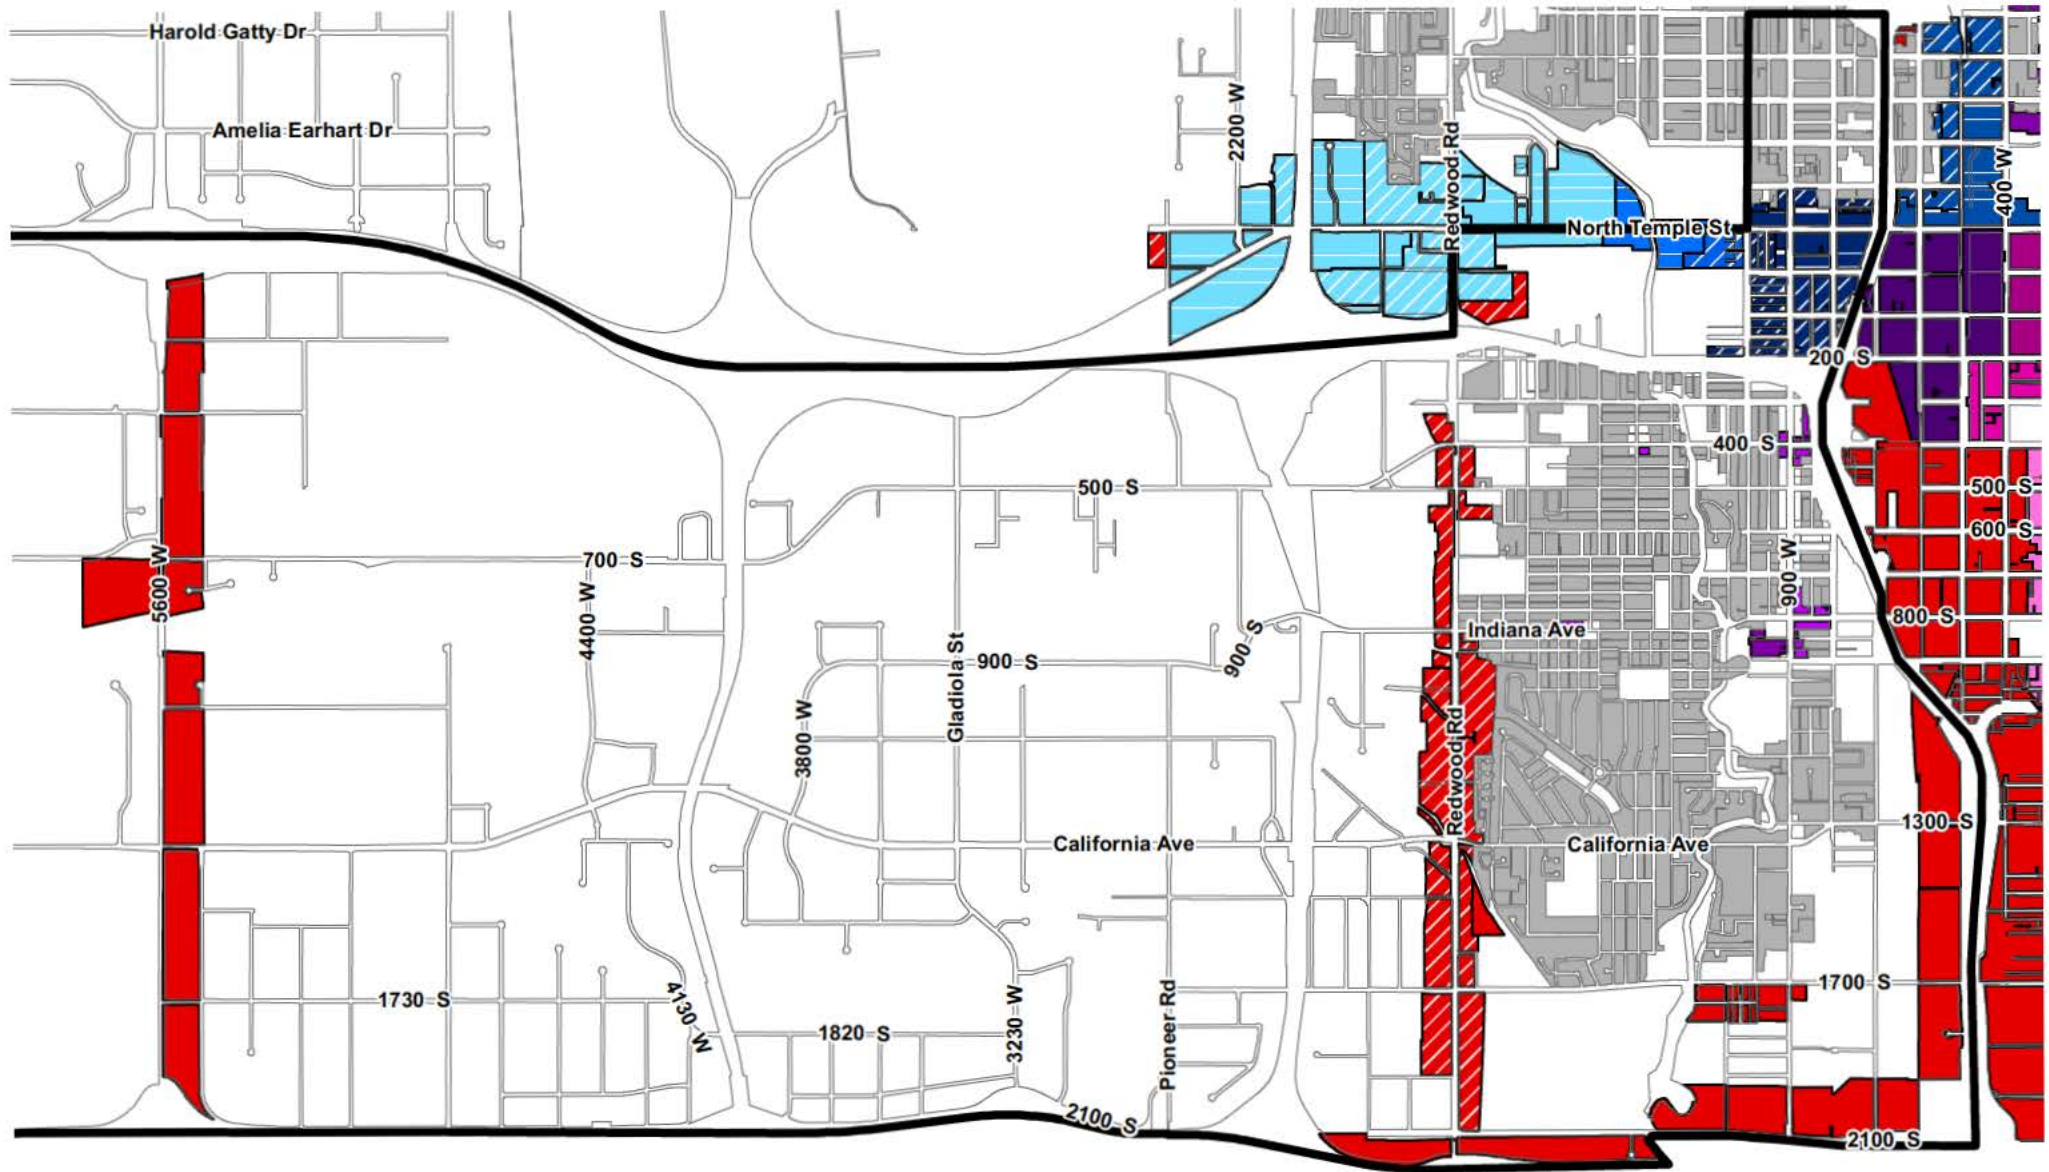 Harold Gatty Dr
Amelia Earhart Dr
2200 W
Redwood Rd
400 W
North Temple St
200 S
400 S
500 S
500 S
600 S
700 S
5600 W
4400 W
900 W
800 S
Indiana Ave
900 S
900 S
Gladiola St
3800 W
Redwood Rd
1300 S
California Ave
California Ave
1700 S
1730 S
4130 W
1820 S
3230 W
Pioneer Rd
2100 S
2100 S